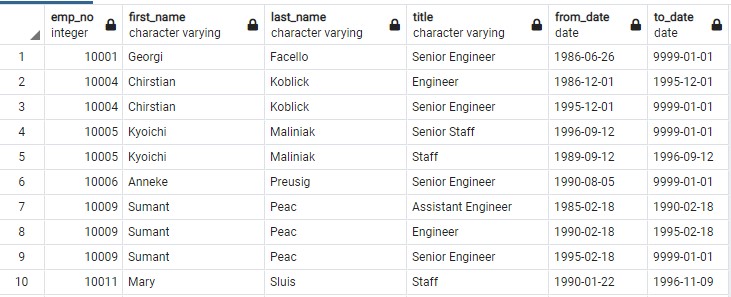 emp_no first_name last_name title from_date to_date
integer character varying character varying character varying date date
1 10001 Georgi Facello Senior Engineer 1986-06-26 9999-01-01
2 10004 Chirstian Koblick Engineer 1986-12-01 1995-12-01
3 10004 Chirstian Koblick Senior Engineer 1995-12-01 9999-01-01
4 10005 Kyoichi Maliniak Senior Staff 1996-09-12 9999-01-01
5 10005 Kyoichi Maliniak Staff 1989-09-12 1996-09-12
6 10006 Anneke Preusig Senior Engineer 1990-08-05 9999-01-01
7 10009 Sumant Peac Assistant Engineer 1985-02-18 1990-02-18
8 10009 Sumant Peac Engineer 1990-02-18 1995-02-18
9 10009 Sumant Peac Senior Engineer 1995-02-18 9999-01-01
10 10011 Mary Sluis Staff 1990-01-22 1996-11-09